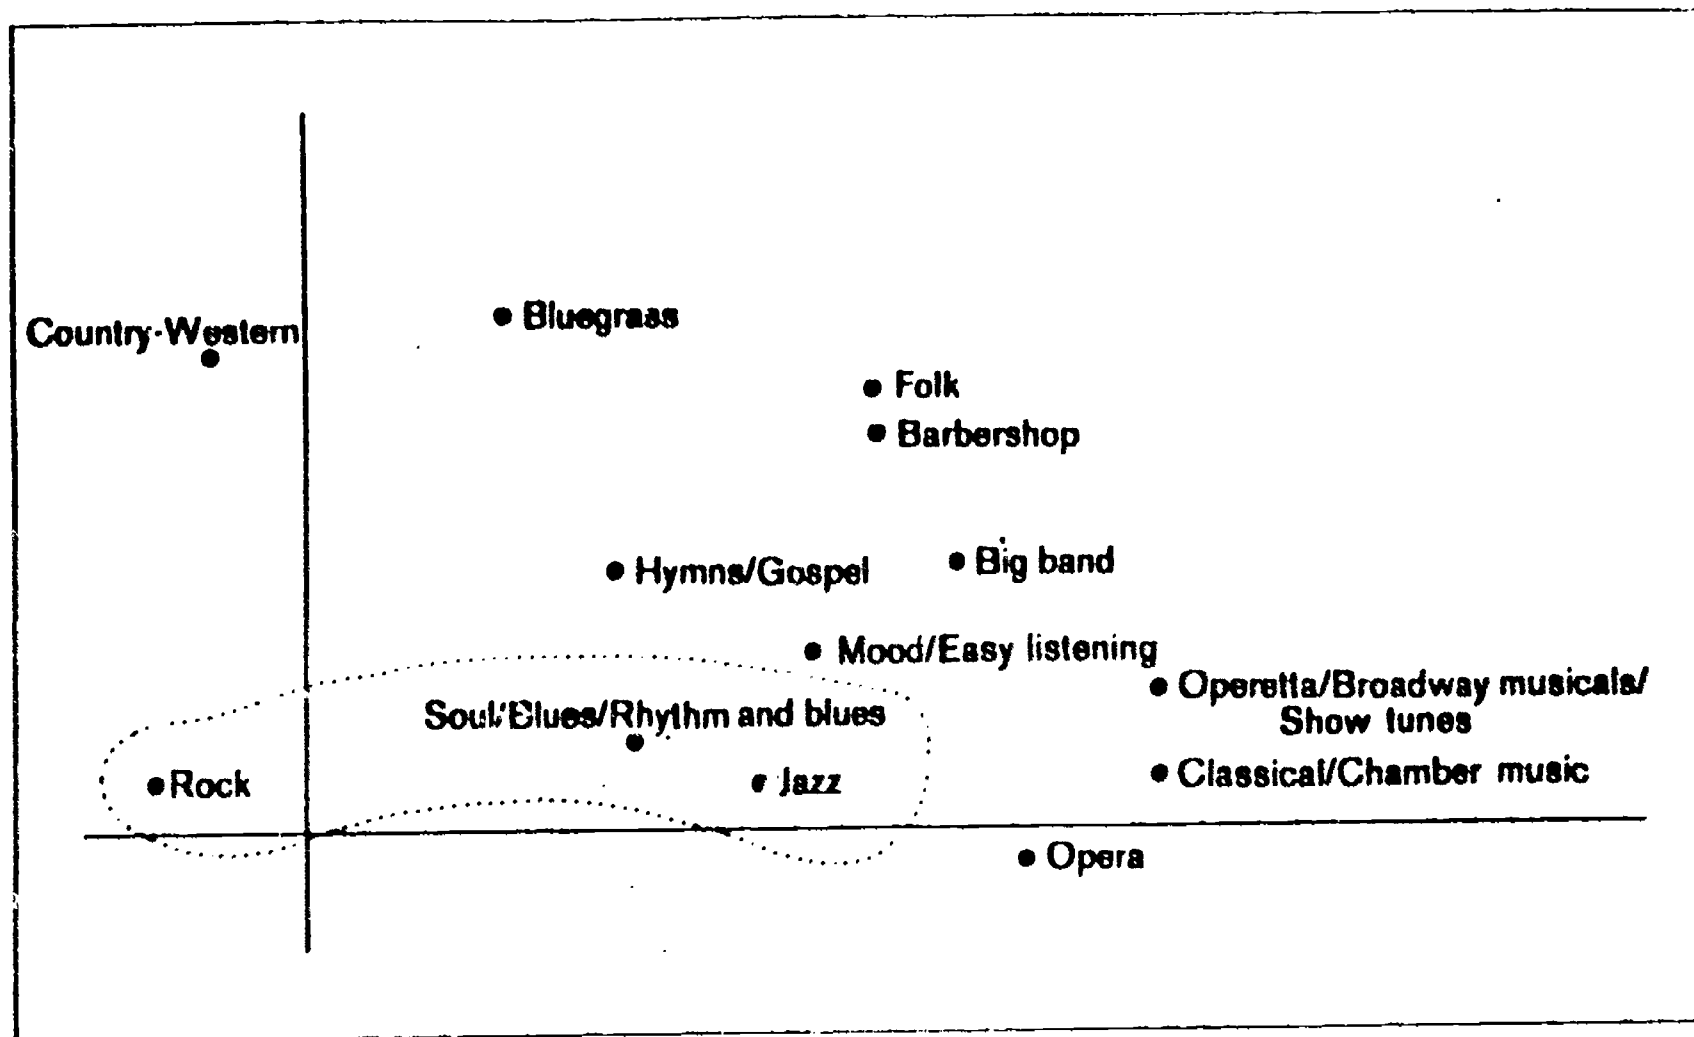 Bluegrass
Country-Western
Folk
Barbershop
Big band
Hymns/Gospel
Mood/Easy listening
Operetta/Broadway musicals/
Show tunes
Soul/Blues/Rhythm and blues
Classical/Chamber music
Rock
Jazz
Opera